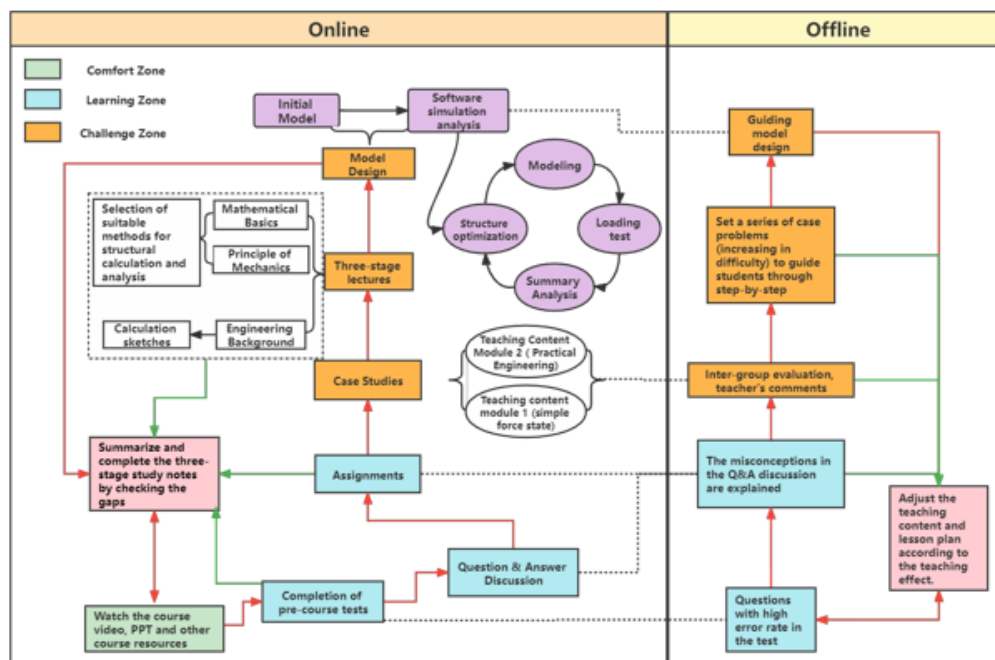 Online
Offline
Comfort Zone
Learning Zone
Challenge Zone
Initial
Model
Software
simulation
analysis
Model
Design
Modeling
Loading
test
Structure
optimization
Summary
Analysis
Selection of
suitable
methods for
structural
calculation and
analysis
Mathematical
Basics
Principle of
Mechanics
Three-stage
lectures
Calculation
sketches
Engineering
Background
Teaching Content
Module 2 ( Practical
Engineering)
Case Studies
Teaching content
module 1 (simple
force state)
Summarize and
complete the three-
stage study notes
by checking the
gaps
Assignments
Question & Answer
Discussion
Completion of
pre-course tests
Watch the course
video, PPT and other
course resources
Guiding
model
design
Set a series of case
problems
(increasing in
difficulty) to guide
students through
step-by-step
Inter-group evaluation,
teacher's comments
The misconceptions in
the Q&A discussion
are explained
Adjust the
teaching
content and
lesson plan
according to
the teaching
effect.
Questions
with high
error rate in
the test